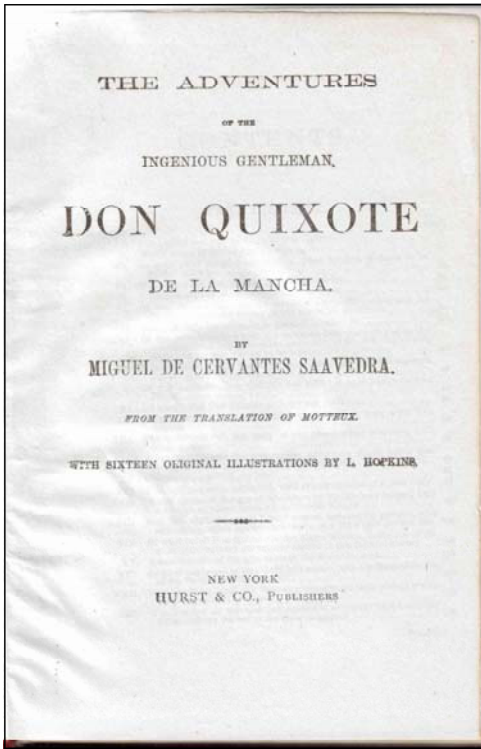 THE ADVENTURES
OF THE
INGENIOUS GENTLEMAN,
DON QUIXOTE
DE LA MANCHA.
BY
MIGUEL DE CERVANTES SAAVEDRA.
FROM THE TRANSLATION OF MOTTEUX.
WITH SIXTEEN ORIGINAL ILLUSTRATIONS BY L. HOPKINS.
NEW YORK
HURST & CO., PUBLISHERS